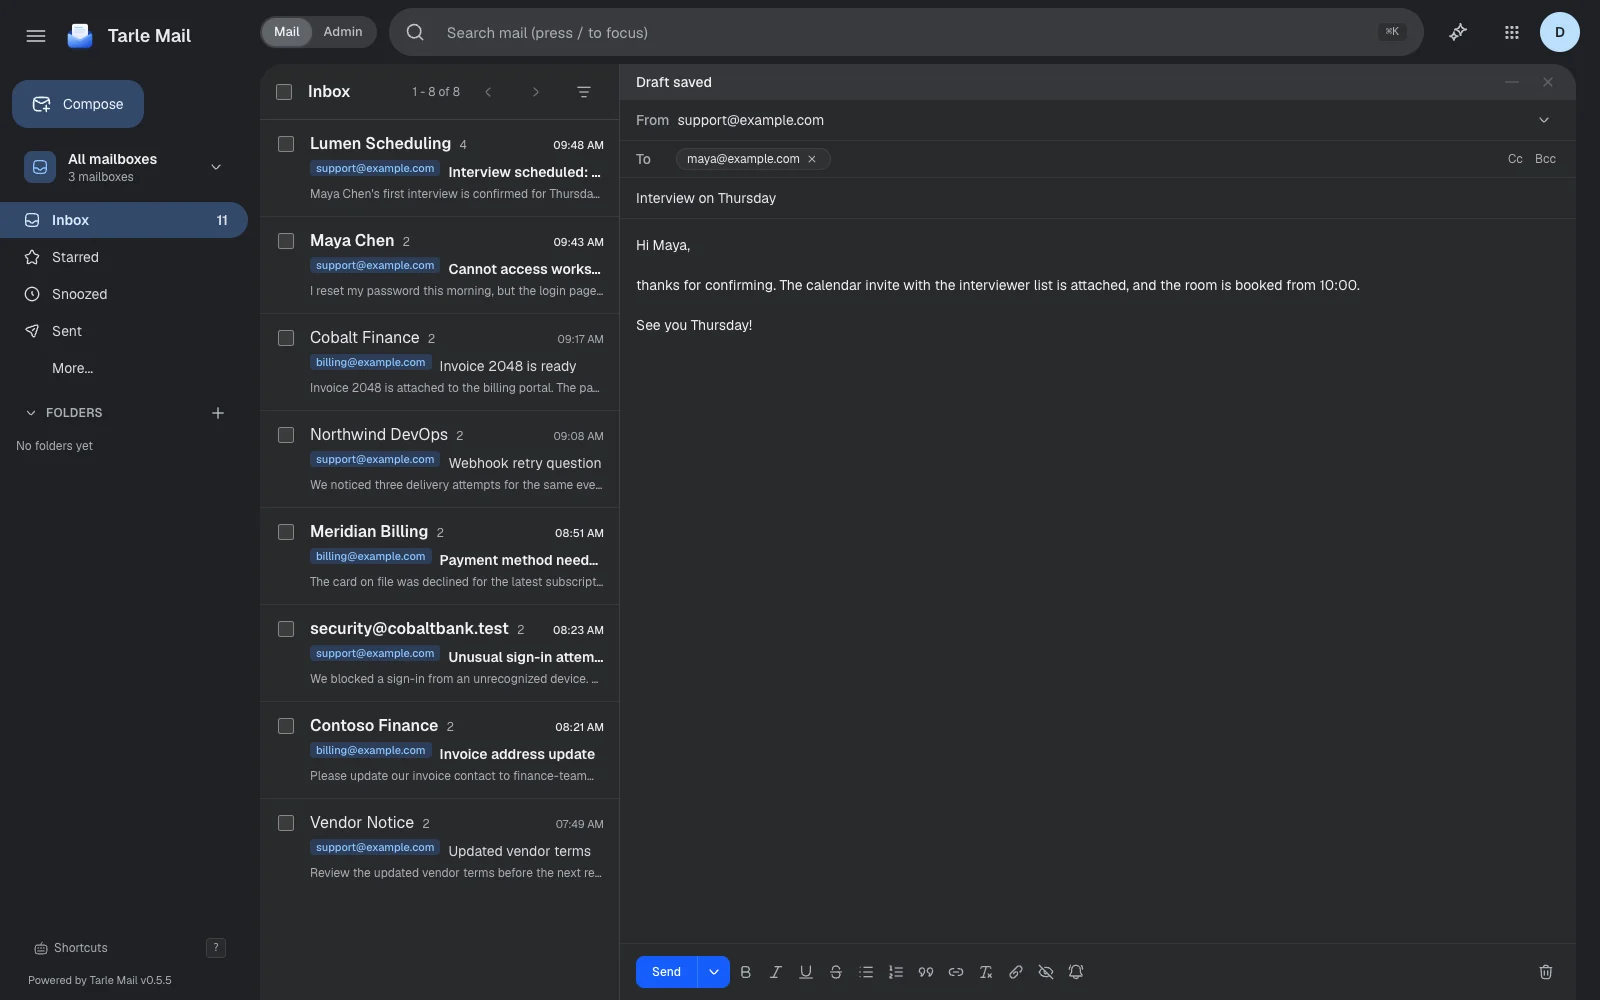 Tarle Mail
Mail Admin
Search mail (press / to focus)
⌘K
D
Compose
All mailboxes
3 mailboxes
Inbox 11
Starred
Snoozed
Sent
More...
FOLDERS
No folders yet
Shortcuts ?
Powered by Tarle Mail v0.5.5
Inbox 1 - 8 of 8
Lumen Scheduling 4 09:48 AM
support@example.com Interview scheduled: ...
Maya Chen's first interview is confirmed for Thursda...
Maya Chen 2 09:43 AM
support@example.com Cannot access works...
I reset my password this morning, but the login page...
Cobalt Finance 2 09:17 AM
billing@example.com Invoice 2048 is ready
Invoice 2048 is attached to the billing portal. The pa...
Northwind DevOps 2 09:08 AM
support@example.com Webhook retry question
We noticed three delivery attempts for the same eve...
Meridian Billing 2 08:51 AM
billing@example.com Payment method need...
The card on file was declined for the latest subscript...
security@cobaltbank.test 2 08:23 AM
support@example.com Unusual sign-in attem...
We blocked a sign-in from an unrecognized device. ...
Contoso Finance 2 08:21 AM
billing@example.com Invoice address update
Please update our invoice contact to finance-team...
Vendor Notice 2 07:49 AM
support@example.com Updated vendor terms
Review the updated vendor terms before the next re...
Draft saved
From support@example.com
To maya@example.com Cc Bcc
Interview on Thursday
Hi Maya,
thanks for confirming. The calendar invite with the interviewer list is attached, and the room is booked from 10:00.
See you Thursday!
Send